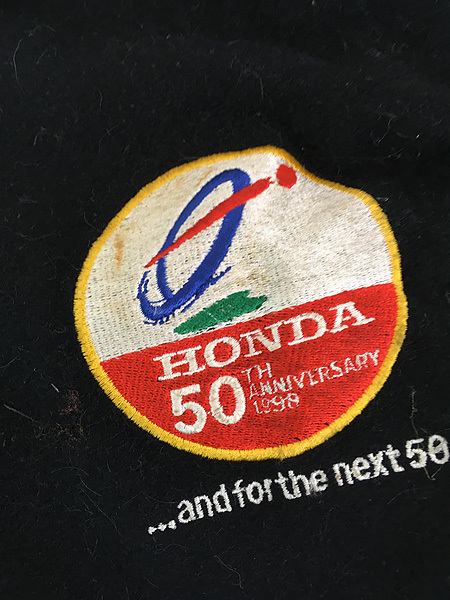 HONDA
50TH
ANNIVERSARY
1998
...and for the next 50